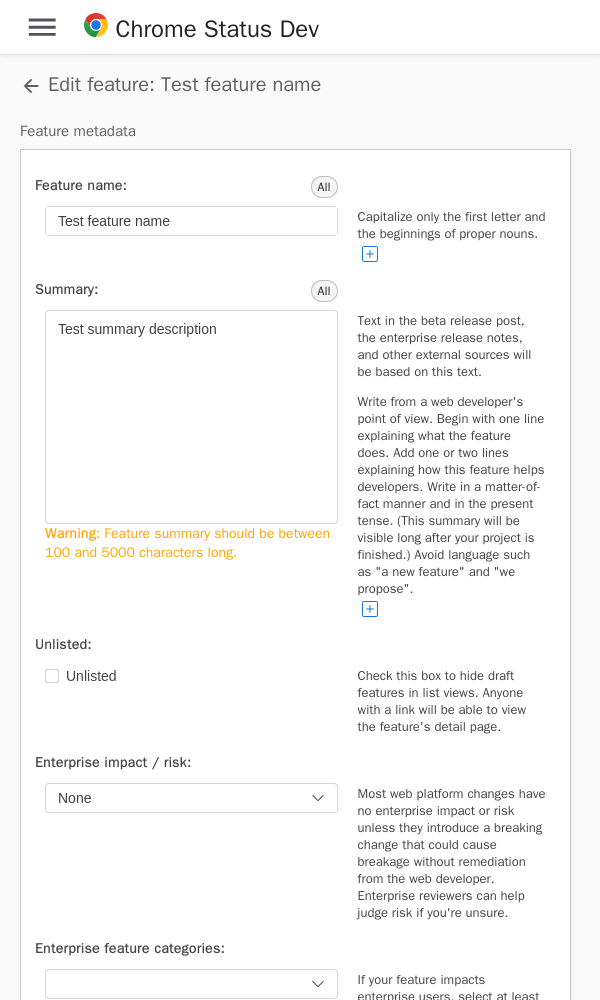 Chrome Status Dev
Edit feature: Test feature name
Feature metadata
Feature name:
All
Test feature name
Capitalize only the first letter and
the beginnings of proper nouns.
Summary:
All
Test summary description
Text in the beta release post,
the enterprise release notes,
and other external sources will
be based on this text.
Write from a web developer's
point of view. Begin with one line
explaining what the feature
does. Add one or two lines
explaining how this feature helps
developers. Write in a matter-of-
fact manner and in the present
tense. (This summary will be
visible long after your project is
finished.) Avoid language such
as "a new feature" and "we
propose".
Warning: Feature summary should be between
100 and 5000 characters long.
Unlisted:
Unlisted
Check this box to hide draft
features in list views. Anyone
with a link will be able to view
the feature's detail page.
Enterprise impact / risk:
None
Most web platform changes have
no enterprise impact or risk
unless they introduce a breaking
change that could cause
breakage without remediation
from the web developer.
Enterprise reviewers can help
judge risk if you're unsure.
Enterprise feature categories:
If your feature impacts
enterprise users, select at least